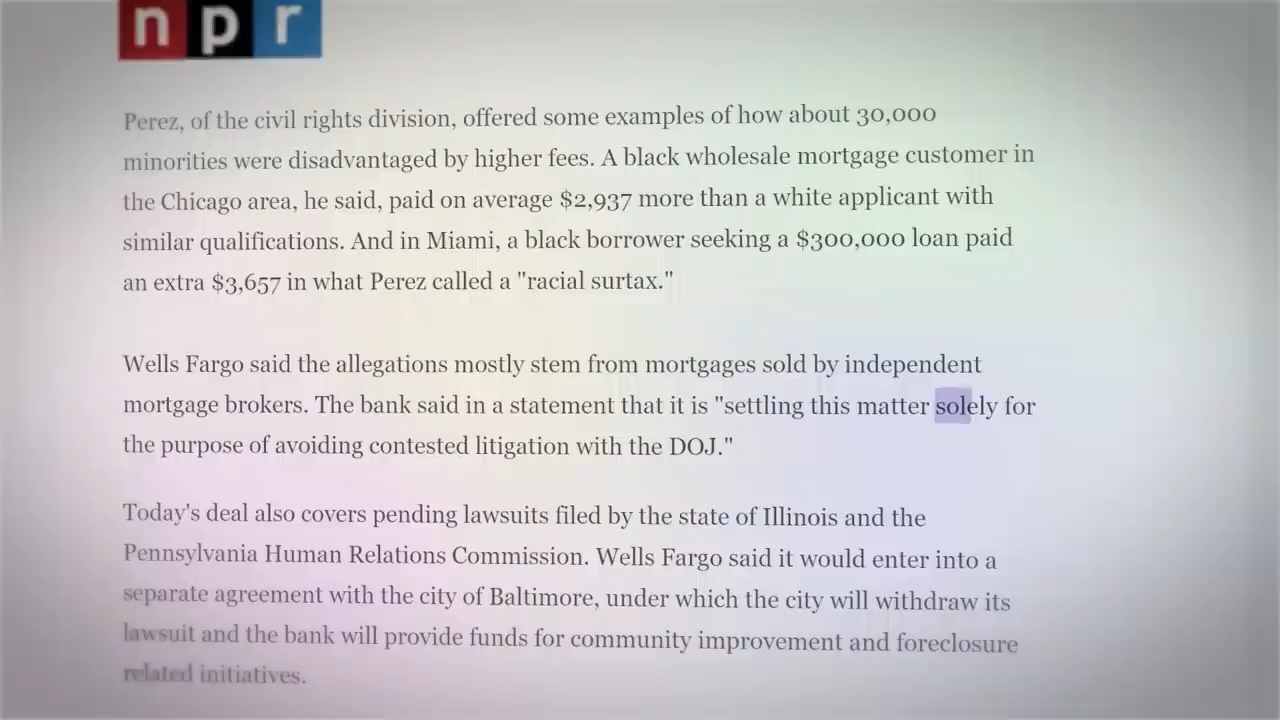 npr
Perez, of the civil rights division, offered some examples of how about 30,000
minorities were disadvantaged by higher fees. A black wholesale mortgage customer in
the Chicago area, he said, paid on average $2,937 more than a white applicant with
similar qualifications. And in Miami, a black borrower seeking a $300,000 loan paid
an extra $3,657 in what Perez called a "racial surtax."
Wells Fargo said the allegations mostly stem from mortgages sold by independent
mortgage brokers. The bank said in a statement that it is "settling this matter solely for
the purpose of avoiding contested litigation with the DOJ."
Today's deal also covers pending lawsuits filed by the state of Illinois and the
Pennsylvania Human Relations Commission. Wells Fargo said it would enter into a
separate agreement with the city of Baltimore, under which the city will withdraw its
lawsuit and the bank will provide funds for community improvement and foreclosure
related initiatives.